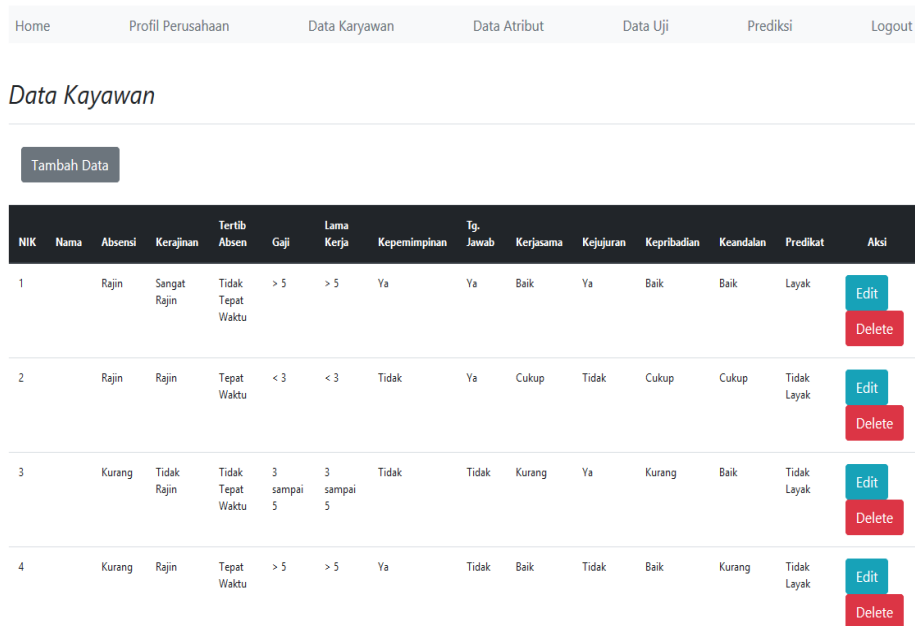 Home Profil Perusahaan Data Karyawan Data Atribut Data Uji Prediksi Logout
Data Kayawan
Tambah Data
NIK Nama Absensi Kerajinan Tertib Absen Gaji Lama Kerja Kepemimpinan Tg. Jawab Kerjasama Kejujuran Kepribadian Keandalan Predikat Aksi
1 Rajin Sangat Rajin Tidak Tepat Waktu > 5 > 5 Ya Ya Baik Ya Baik Baik Layak Edit Delete
2 Rajin Rajin Tepat Waktu < 3 < 3 Tidak Ya Cukup Tidak Cukup Cukup Tidak Layak Edit Delete
3 Kurang Tidak Rajin Tidak Tepat Waktu 3 sampai 5 3 sampai 5 Tidak Tidak Kurang Ya Kurang Baik Tidak Layak Edit Delete
4 Kurang Rajin Tepat Waktu > 5 > 5 Ya Tidak Baik Tidak Baik Kurang Tidak Layak Edit Delete